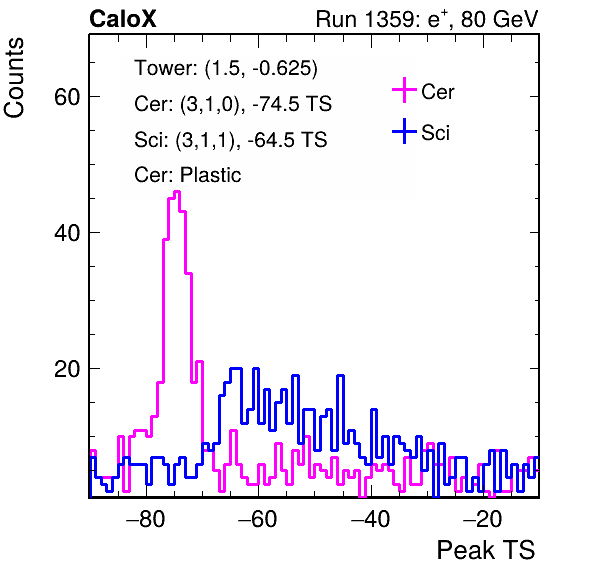 CaloX Run 1359: e⁺, 80 GeV
Counts
Tower: (1.5, -0.625)
Cer: (3,1,0), -74.5 TS
Sci: (3,1,1), -64.5 TS
Cer: Plastic
Cer
Sci
60
40
20
−80 −60 −40 −20
Peak TS